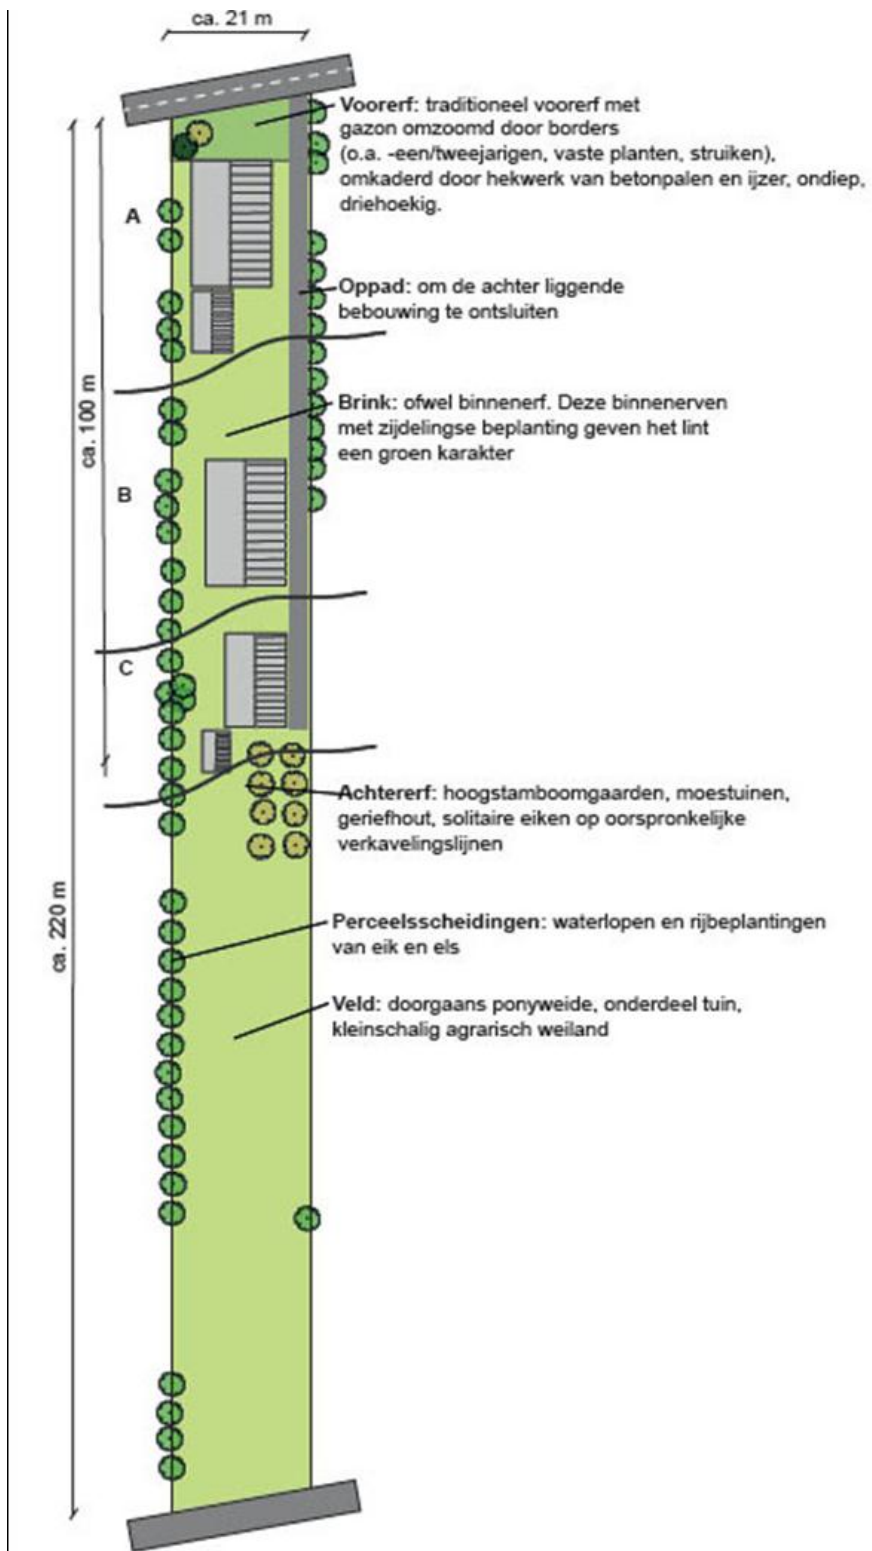 ca. 21 m
Voorerf: traditioneel voorerf met
gazon omzoomd door borders
(o.a. -een/tweejarigen, vaste planten, struiken),
omkaderd door hekwerk van betonpalen en ijzer, ondiep,
driehoekig.
A
Oppad: om de achter liggende
bebouwing te ontsluiten
ca. 100 m
Brink: ofwel binnenerf. Deze binnenerven
met zijdelingse beplanting geven het lint
een groen karakter
B
C
Achtererf: hoogstamboomgaarden, moestuinen,
geriefhout, solitaire eiken op oorspronkelijke
verkavelingslijnen
ca. 220 m
Perceelsscheidingen: waterlopen en rijbeplantingen
van eik en els
Veld: doorgaans ponyweide, onderdeel tuin,
kleinschalig agrarisch weiland